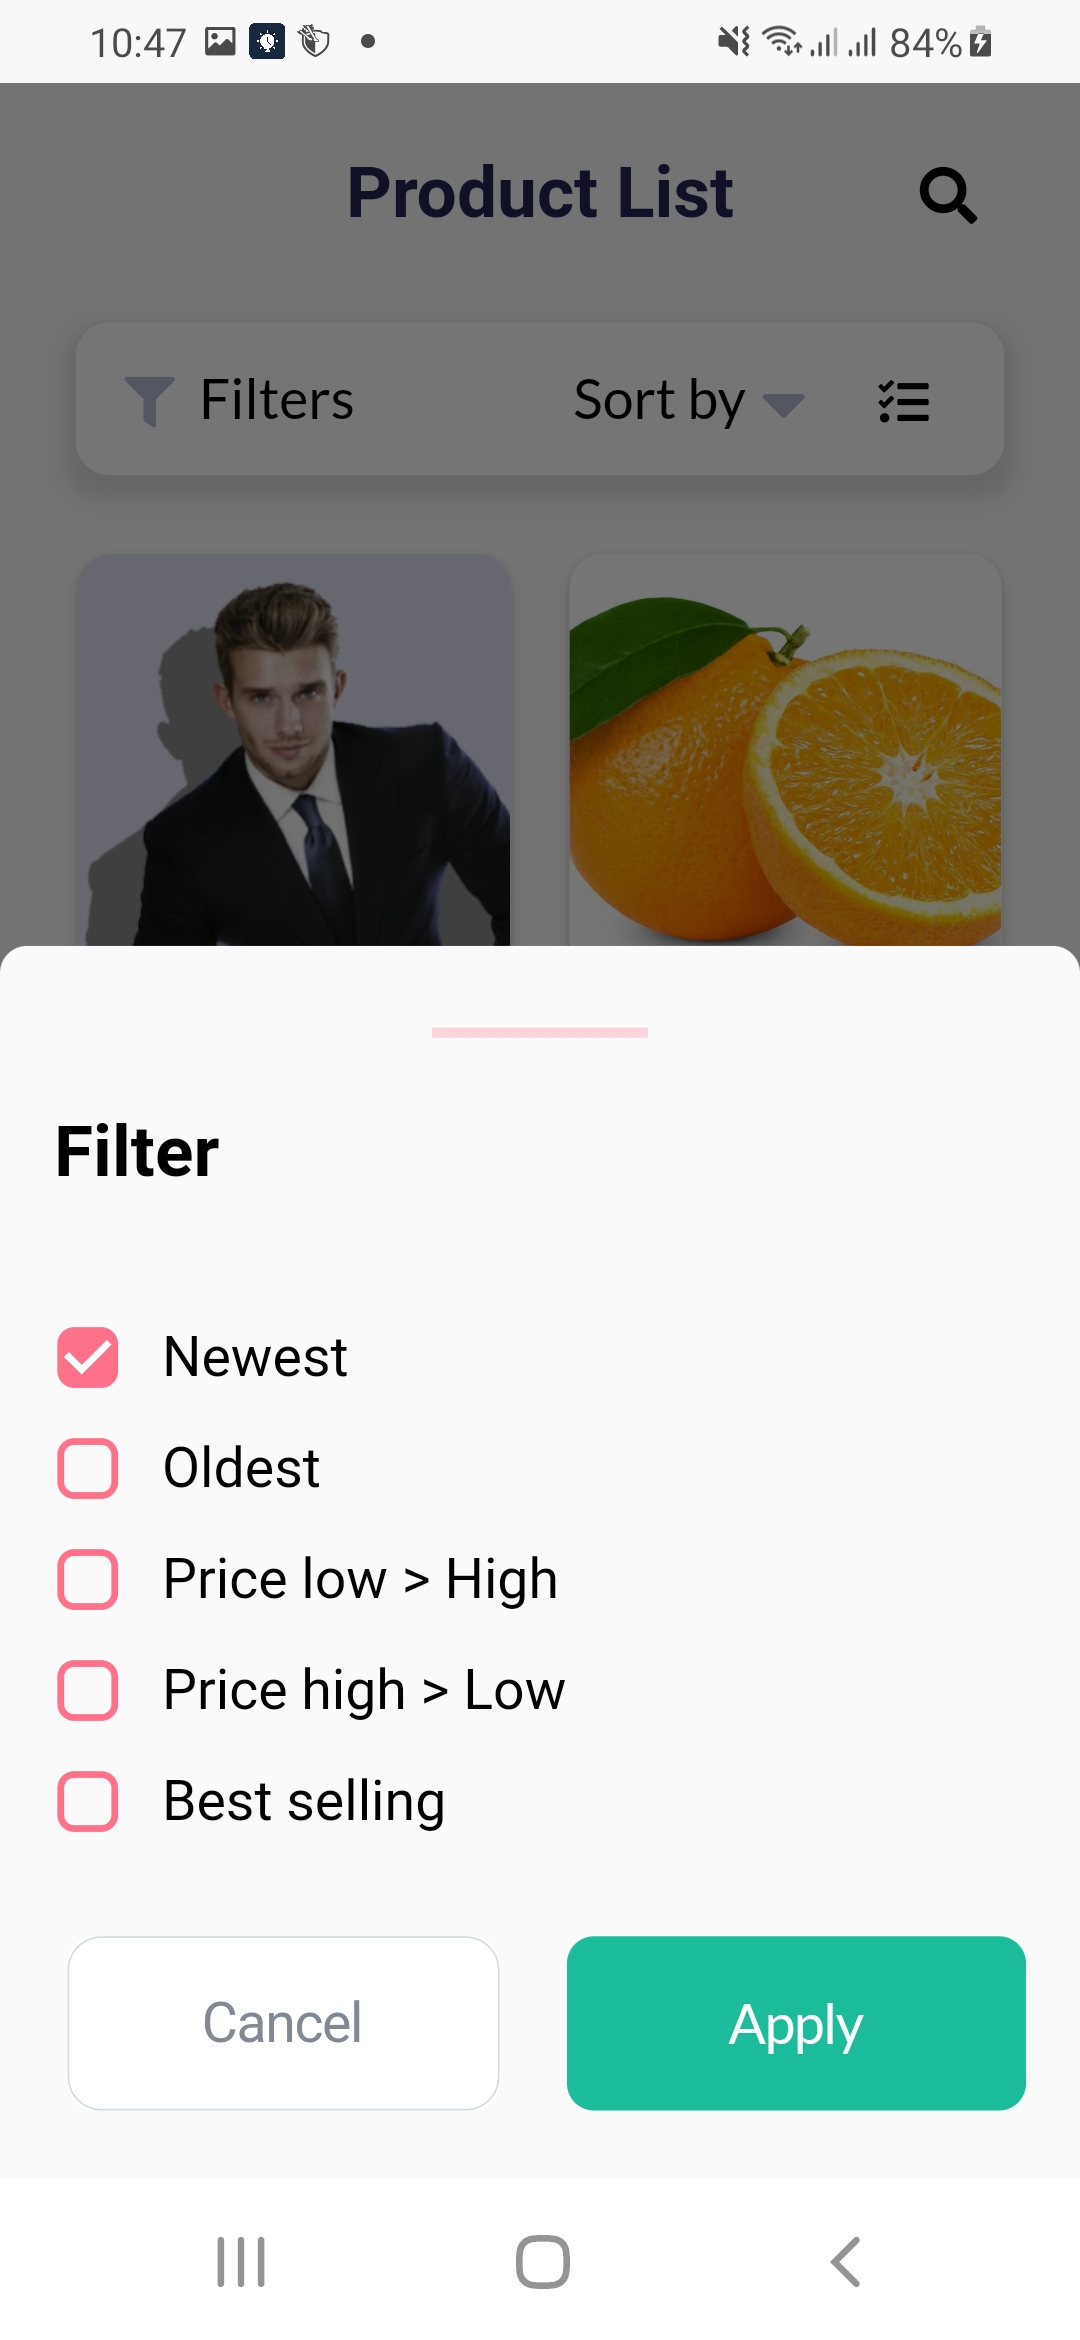 10:47 84%
Product List
Filters Sort by
Filter
Newest
Oldest
Price low > High
Price high > Low
Best selling
Cancel Apply